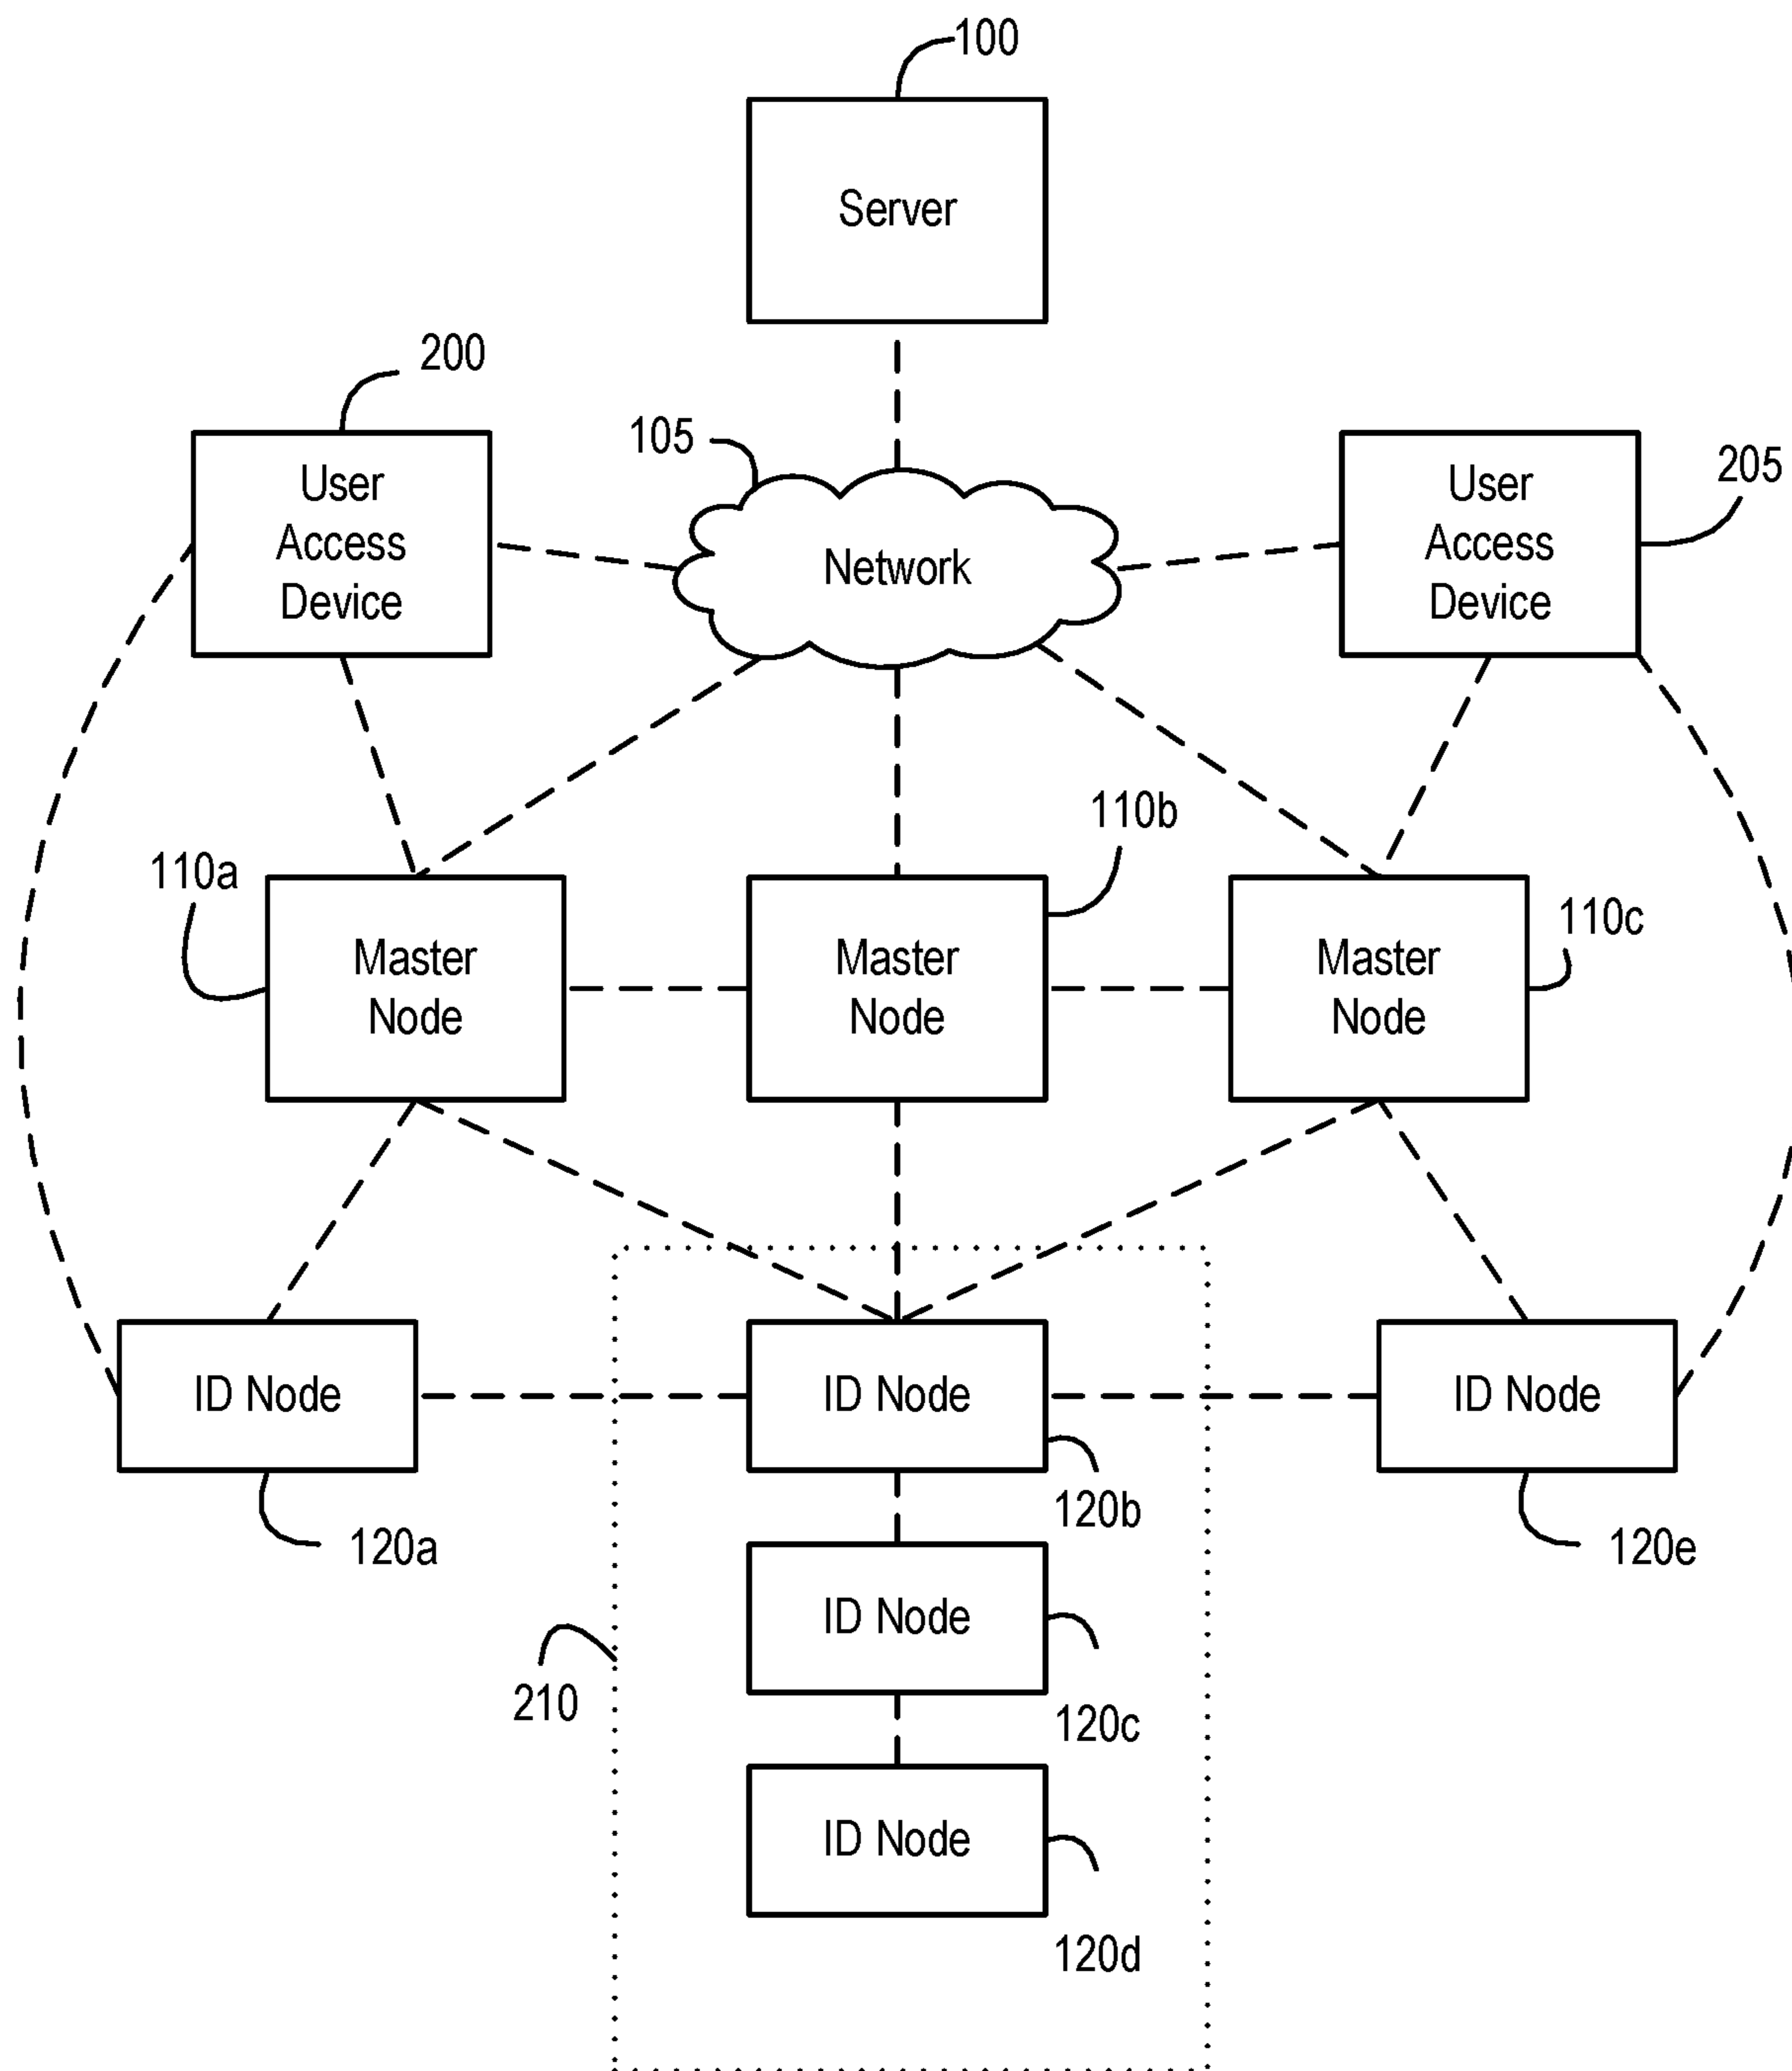 100
Server
200
105
205
User
Access
Device
Network
User
Access
Device
110a
110b
110c
Master
Node
Master
Node
Master
Node
ID Node
ID Node
ID Node
120a
120b
120e
ID Node
210
120c
ID Node
120d